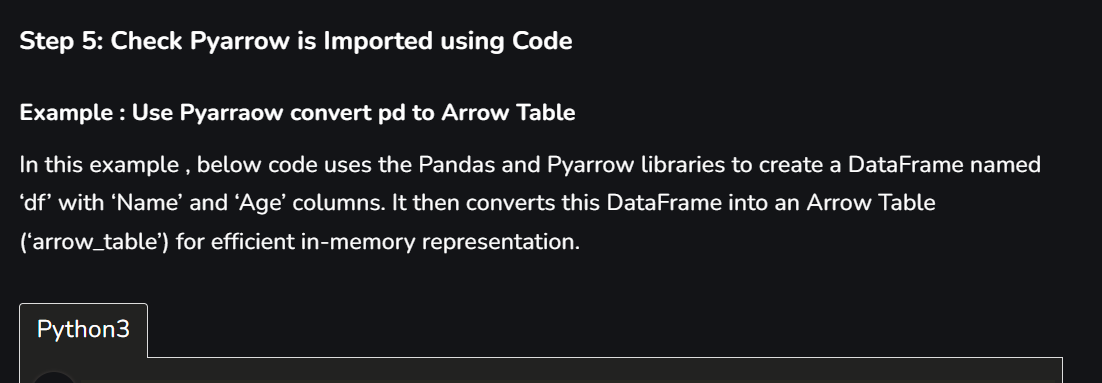 Step 5: Check Pyarrow is Imported using Code
Example : Use Pyarraow convert pd to Arrow Table
In this example , below code uses the Pandas and Pyarrow libraries to create a DataFrame named
‘df’ with ‘Name’ and ‘Age’ columns. It then converts this DataFrame into an Arrow Table
(‘arrow_table’) for efficient in-memory representation.
Python3